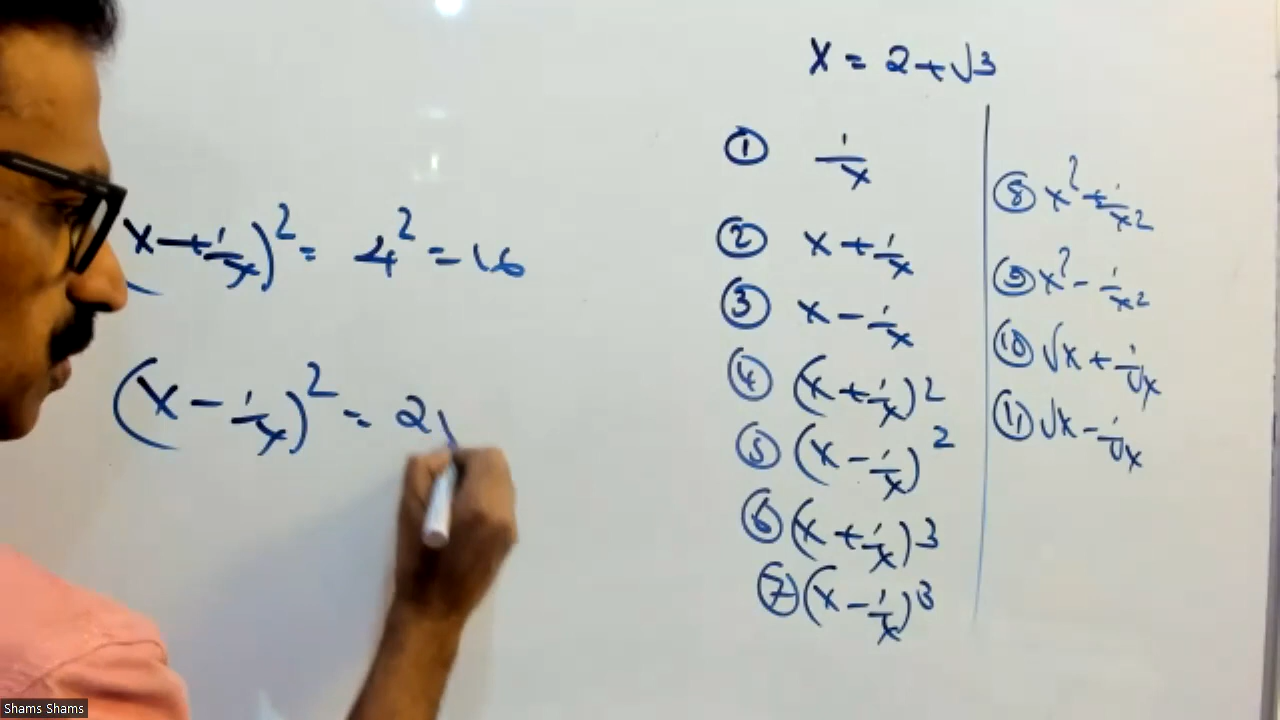 (x + 1/x)² = 4² = 16
(x - 1/x)² = 2√
x = 2 + √3
① 1/x
② x + 1/x
③ x - 1/x
④ (x + 1/x)²
⑤ (x - 1/x)²
⑥ (x + 1/x)3
⑦ (x - 1/x)3
⑧ x² + 1/x²
⑨ x² - 1/x²
⑩ √x + 1/√x
⑪ √x - 1/√x
Shams Shams